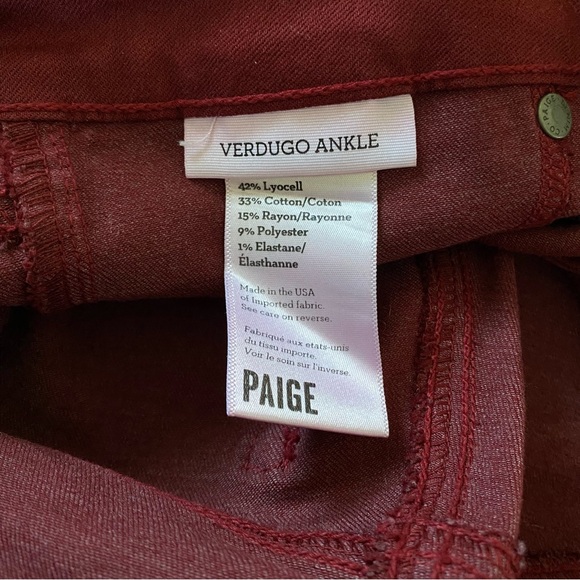 VERDUGO ANKLE
42% Lyocell
33% Cotton/Coton
15% Rayon/Rayonne
9% Polyester
1% Elastane/
Élasthanne
Made in the USA
of Imported fabric.
See care on reverse.
Fabriqué aux etats-unis
du tissu importe.
Voir le soin sur l'inverse.
PAIGE